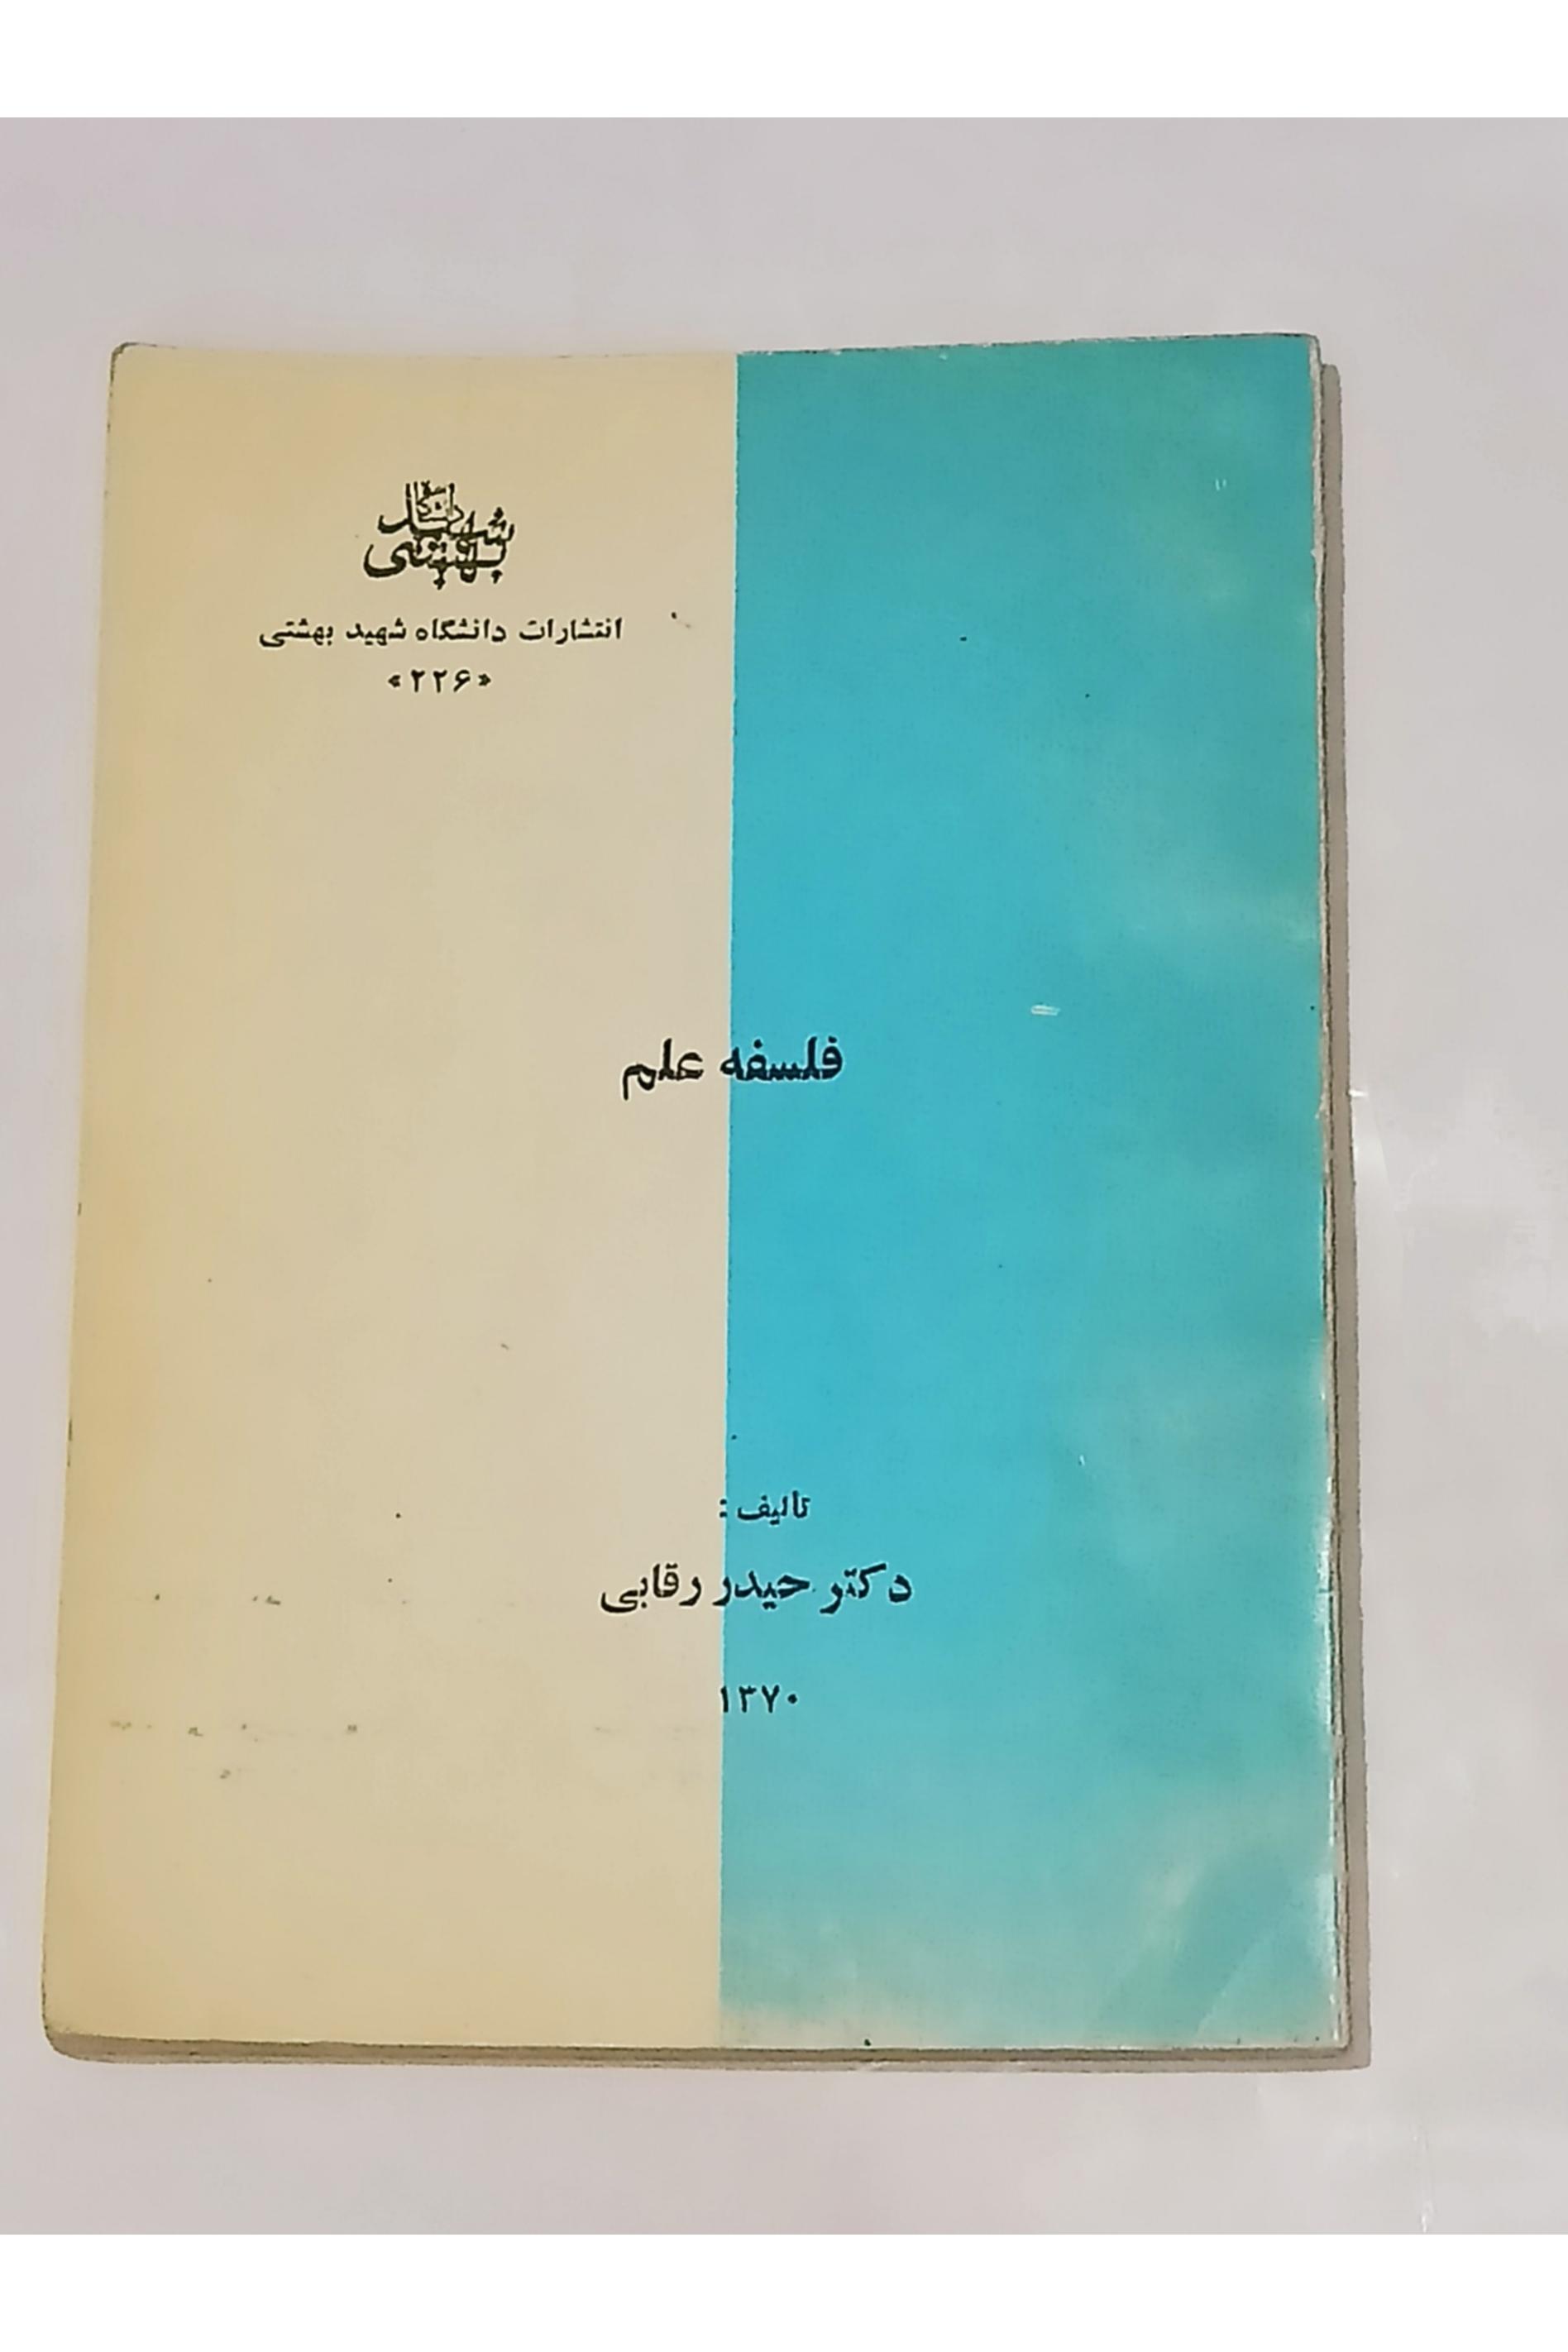 دانشگاه شهید بهشتی
انتشارات دانشگاه شهید بهشتی
«۲۲۶»
فلسفه علم
تالیف :
دکتر حیدر رقابی
۱۳۷۰